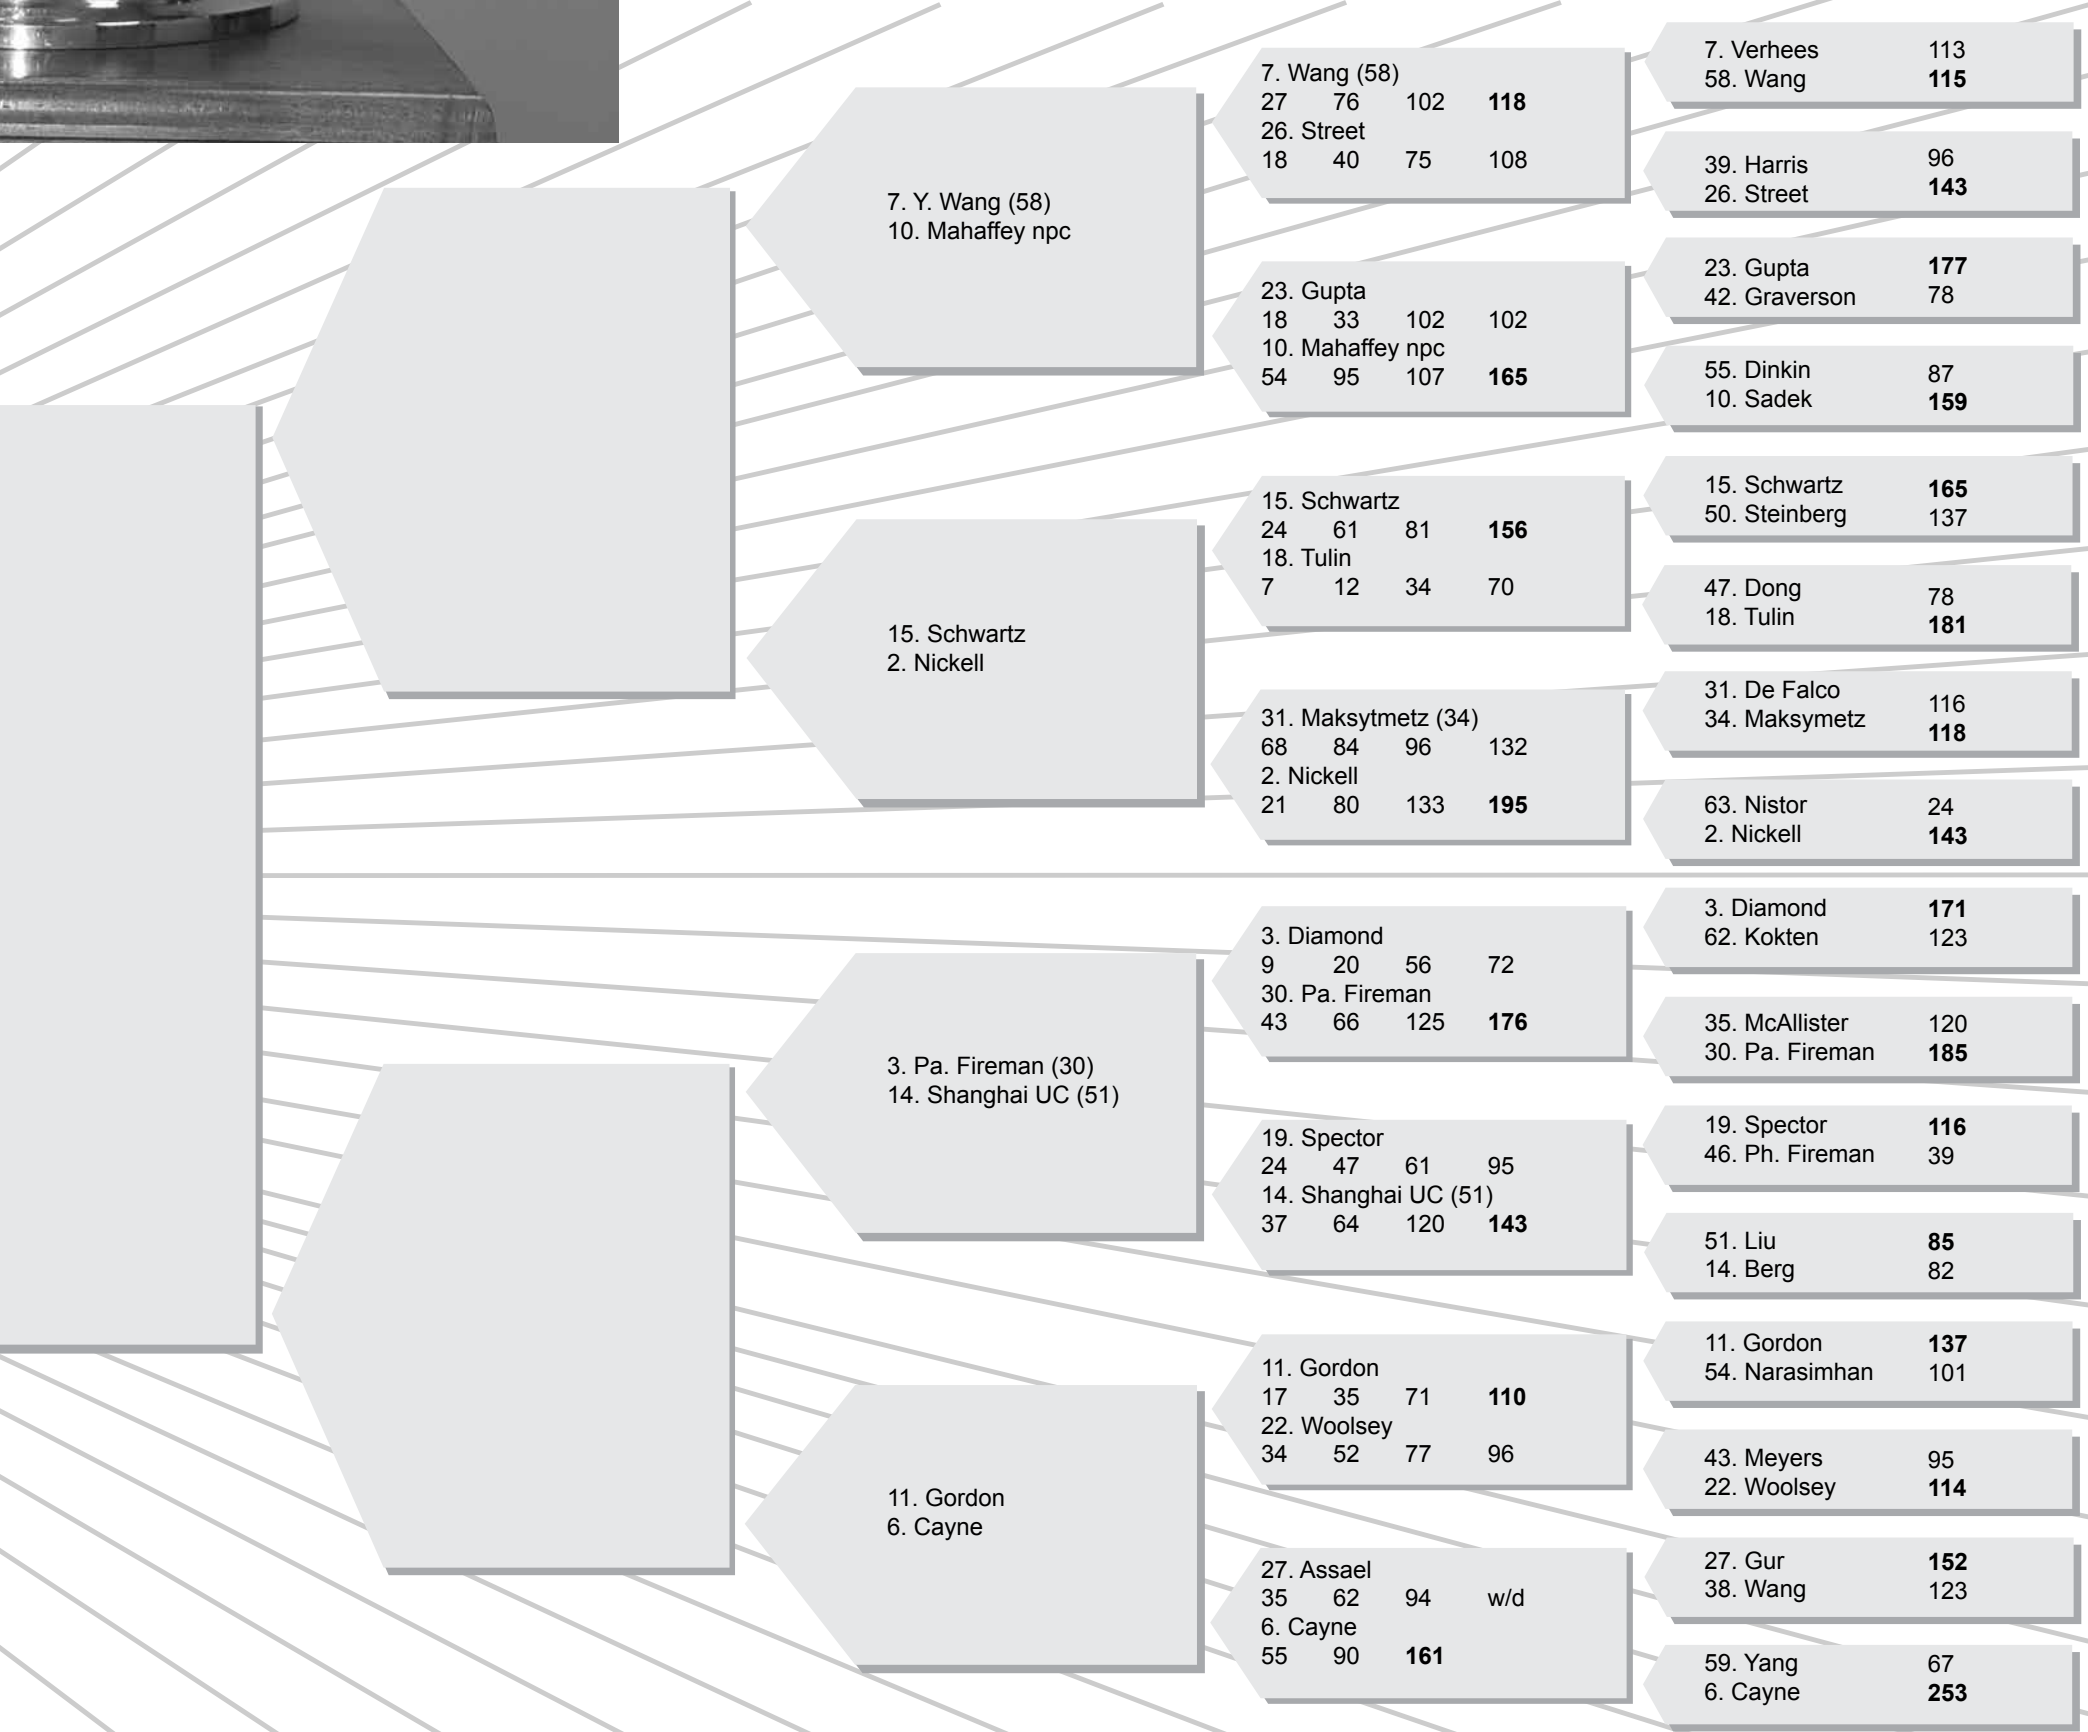 7. Y. Wang (58)
10. Mahaffey npc
15. Schwartz
2. Nickell
3. Pa. Fireman (30)
14. Shanghai UC (51)
11. Gordon
6. Cayne
7. Wang (58)
27 76 102 118
26. Street
18 40 75 108
23. Gupta
18 33 102 102
10. Mahaffey npc
54 95 107 165
15. Schwartz
24 61 81 156
18. Tulin
7 12 34 70
31. Maksytmetz (34)
68 84 96 132
2. Nickell
21 80 133 195
3. Diamond
9 20 56 72
30. Pa. Fireman
43 66 125 176
19. Spector
24 47 61 95
14. Shanghai UC (51)
37 64 120 143
11. Gordon
17 35 71 110
22. Woolsey
34 52 77 96
27. Assael
35 62 94 w/d
6. Cayne
55 90 161
7. Verhees 113
58. Wang 115
39. Harris 96
26. Street 143
23. Gupta 177
42. Graverson 78
55. Dinkin 87
10. Sadek 159
15. Schwartz 165
50. Steinberg 137
47. Dong 78
18. Tulin 181
31. De Falco 116
34. Maksymetz 118
63. Nistor 24
2. Nickell 143
3. Diamond 171
62. Kokten 123
35. McAllister 120
30. Pa. Fireman 185
19. Spector 116
46. Ph. Fireman 39
51. Liu 85
14. Berg 82
11. Gordon 137
54. Narasimhan 101
43. Meyers 95
22. Woolsey 114
27. Gur 152
38. Wang 123
59. Yang 67
6. Cayne 253